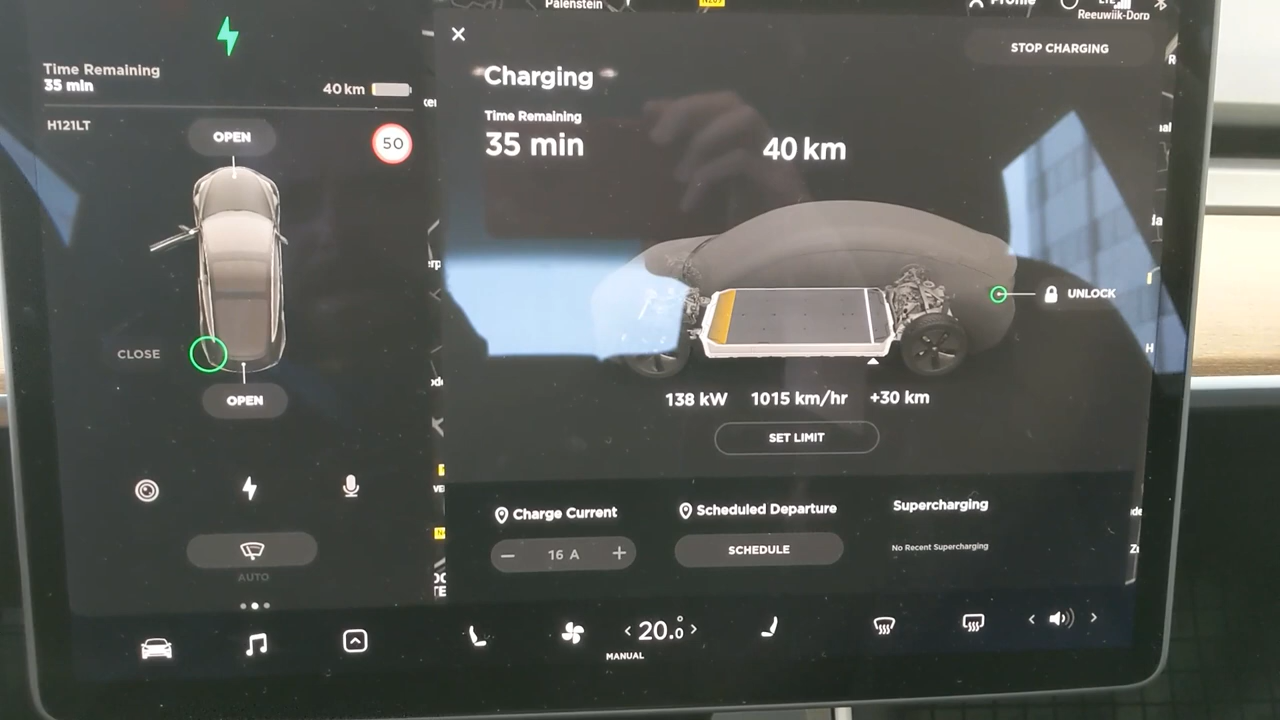 Palenstein
Profile
LTE
Reeuwijk-Dorp
STOP CHARGING
Time Remaining
35 min
40 km
H121LT
OPEN
50
CLOSE
OPEN
AUTO
Charging
Time Remaining
35 min
40 km
UNLOCK
138 kW 1015 km/hr +30 km
SET LIMIT
Charge Current
16 A
Scheduled Departure
SCHEDULE
Supercharging
No Recent Supercharging
20.0
MANUAL